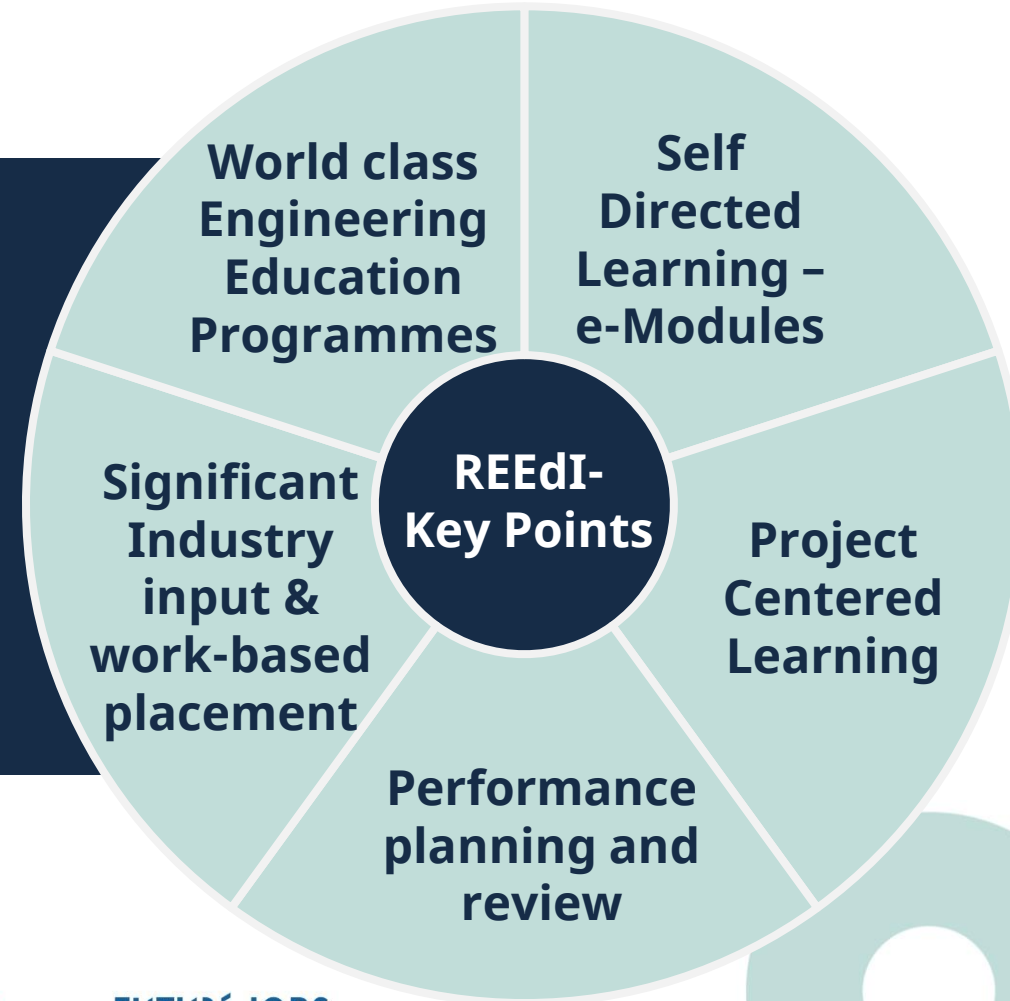 World class
Engineering
Education
Programmes
Self
Directed
Learning –
e-Modules
REEdI-
Key Points
Significant
Industry
input &
work-based
placement
Project
Centered
Learning
Performance
planning and
review